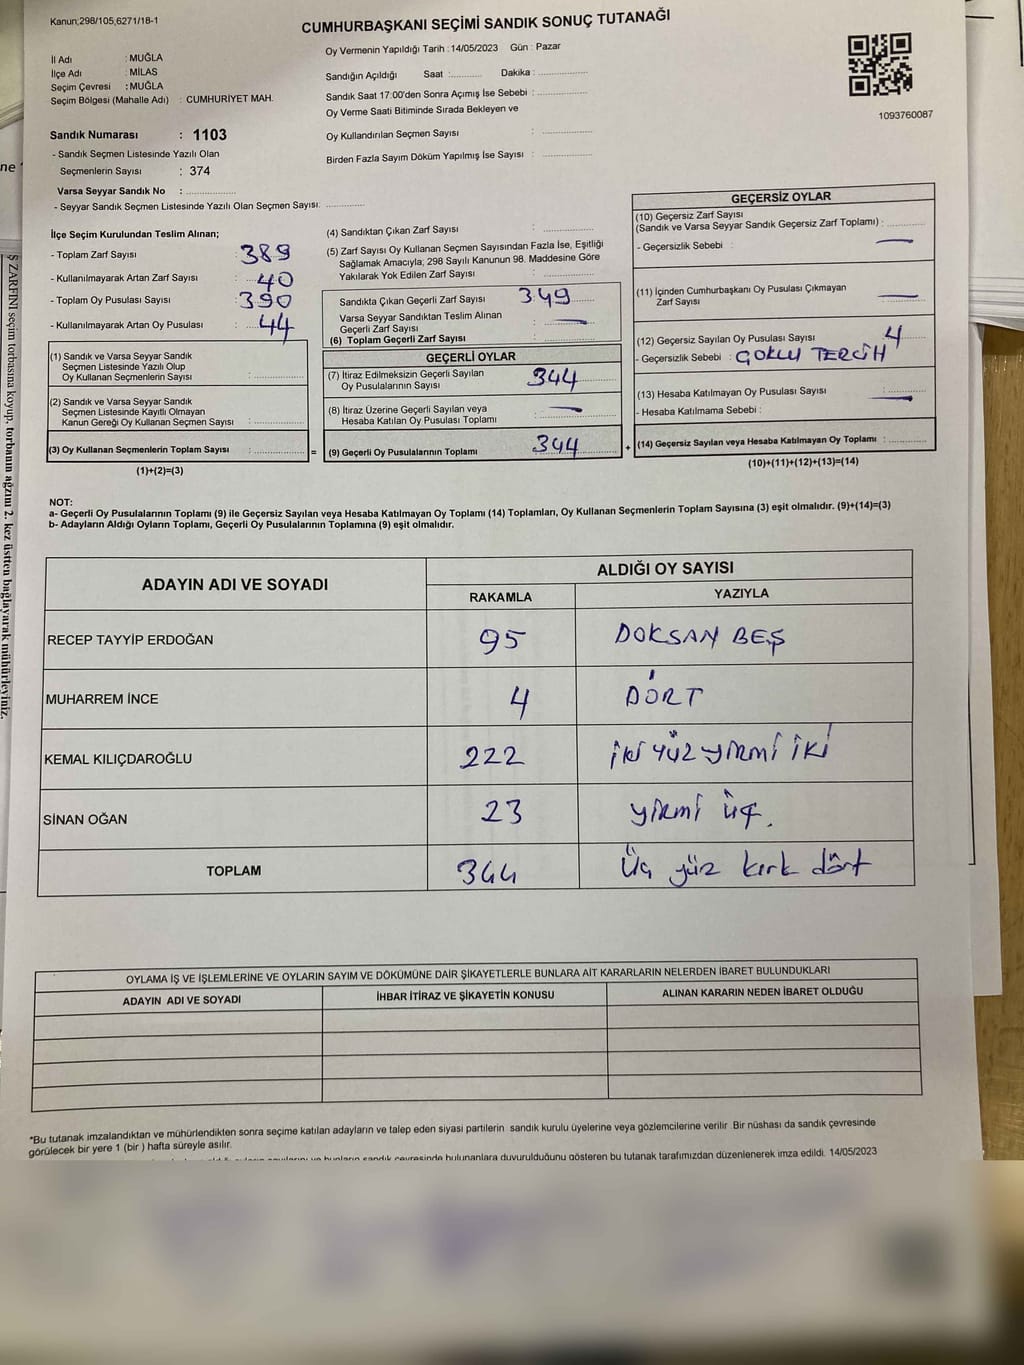 Kanun;298/105,6271/18-1
CUMHURBAŞKANI SEÇİMİ SANDIK SONUÇ TUTANAĞI
İl Adı : MUĞLA
İlçe Adı : MİLAS
Seçim Çevresi : MUĞLA
Seçim Bölgesi (Mahalle Adı) : CUMHURİYET MAH.
Sandık Numarası : 1103
- Sandık Seçmen Listesinde Yazılı Olan
Seçmenlerin Sayısı : 374
Varsa Seyyar Sandık No :
- Seyyar Sandık Seçmen Listesinde Yazılı Olan Seçmen Sayısı:
Oy Vermenin Yapıldığı Tarih : 14/05/2023 Gün : Pazar
Sandığın Açıldığı Saat : Dakika :
Sandık Saat 17:00'den Sonra Açımış İse Sebebi :
Oy Verme Saati Bitiminde Sırada Bekleyen ve
Oy Kullandırılan Seçmen Sayısı :
Birden Fazla Sayım Döküm Yapılmış İse Sayısı :
1093760087
İlçe Seçim Kurulundan Teslim Alınan;
- Toplam Zarf Sayısı : 389
- Kullanılmayarak Artan Zarf Sayısı : 40
- Toplam Oy Pusulası Sayısı : 390
- Kullanılmayarak Artan Oy Pusulası : 44
(1) Sandık ve Varsa Seyyar Sandık
Seçmen Listesinde Yazılı Olup
Oy Kullanan Seçmenlerin Sayısı :
(2) Sandık ve Varsa Seyyar Sandık
Seçmen Listesinde Kayıtlı Olmayan
Kanun Gereği Oy Kullanan Seçmen Sayısı :
(3) Oy Kullanan Seçmenlerin Toplam Sayısı :
(1)+(2)=(3)
=
(4) Sandıktan Çıkan Zarf Sayısı :
(5) Zarf Sayısı Oy Kullanan Seçmen Sayısından Fazla İse, Eşitliği
Sağlamak Amacıyla; 298 Sayılı Kanunun 98. Maddesine Göre
Yakılarak Yok Edilen Zarf Sayısı :
Sandıkta Çıkan Geçerli Zarf Sayısı : 349
Varsa Seyyar Sandıktan Teslim Alınan
Geçerli Zarf Sayısı :
(6) Toplam Geçerli Zarf Sayısı :
GEÇERLİ OYLAR
(7) İtiraz Edilmeksizin Geçerli Sayılan
Oy Pusulalarının Sayısı : 344
(8) İtiraz Üzerine Geçerli Sayılan veya
Hesaba Katılan Oy Pusulası Toplamı :
(9) Geçerli Oy Pusulalarının Toplamı : 344
+
GEÇERSİZ OYLAR
(10) Geçersiz Zarf Sayısı
(Sandık ve Varsa Seyyar Sandık Geçersiz Zarf Toplamı) :
- Geçersizlik Sebebi :
(11) İçinden Cumhurbaşkanı Oy Pusulası Çıkmayan
Zarf Sayısı :
(12) Geçersiz Sayılan Oy Pusulası Sayısı : 4
- Geçersizlik Sebebi : ÇOKLU TERCİH
(13) Hesaba Katılmayan Oy Pusulası Sayısı :
- Hesaba Katılmama Sebebi :
(14) Geçersiz Sayılan veya Hesaba Katılmayan Oy Toplamı :
(10)+(11)+(12)+(13)=(14)
NOT:
a- Geçerli Oy Pusulalarının Toplamı (9) ile Geçersiz Sayılan veya Hesaba Katılmayan Oy Toplamı (14) Toplamları, Oy Kullanan Seçmenlerin Toplam Sayısına (3) eşit olmalıdır. (9)+(14)=(3)
b- Adayların Aldığı Oyların Toplamı, Geçerli Oy Pusulalarının Toplamına (9) eşit olmalıdır.
ADAYIN ADI VE SOYADI ALDIĞI OY SAYISI
RAKAMLA YAZIYLA
RECEP TAYYİP ERDOĞAN 95 DOKSAN BEŞ
MUHARREM İNCE 4 DÖRT
KEMAL KILIÇDAROĞLU 222 iki yüz yirmi iki
SİNAN OĞAN 23 yirmi üç.
TOPLAM 344 Üç yüz kırk dört
OYLAMA İŞ VE İŞLEMLERİNE VE OYLARIN SAYIM VE DÖKÜMÜNE DAİR ŞİKAYETLERLE BUNLARA AİT KARARLARIN NELERDEN İBARET BULUNDUKLARI
ADAYIN ADI VE SOYADI İHBAR İTİRAZ VE ŞİKAYETİN KONUSU ALINAN KARARIN NEDEN İBARET OLDUĞU
*Bu tutanak imzalandıktan ve mühürlendikten sonra seçime katılan adayların ve talep eden siyasi partilerin sandık kurulu üyelerine veya gözlemcilerine verilir .Bir nüshası da sandık çevresinde
görülecek bir yere 1 (bir ) hafta süreyle asılır.
sandık çevresinde bulunanlara duyurulduğunu gösteren bu tutanak tarafımızdan düzenlenerek imza edildi. 14/05/2023
ne
Ş ZARFINI seçim torbasına koyup, torbanın ağzını 2. kez üstten bağlayarak mühürleyiniz.